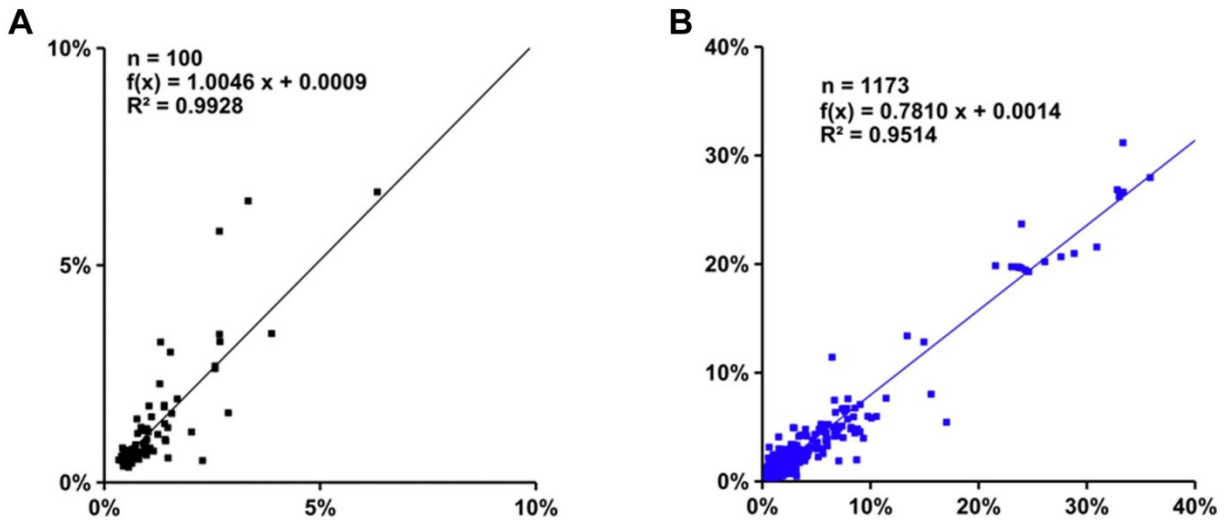 A
10%
n = 100
f(x) = 1.0046 x + 0.0009
R² = 0.9928
5%
0%
0%
5%
10%
B
40%
n = 1173
f(x) = 0.7810 x + 0.0014
R² = 0.9514
30%
20%
10%
0%
0%
10%
20%
30%
40%